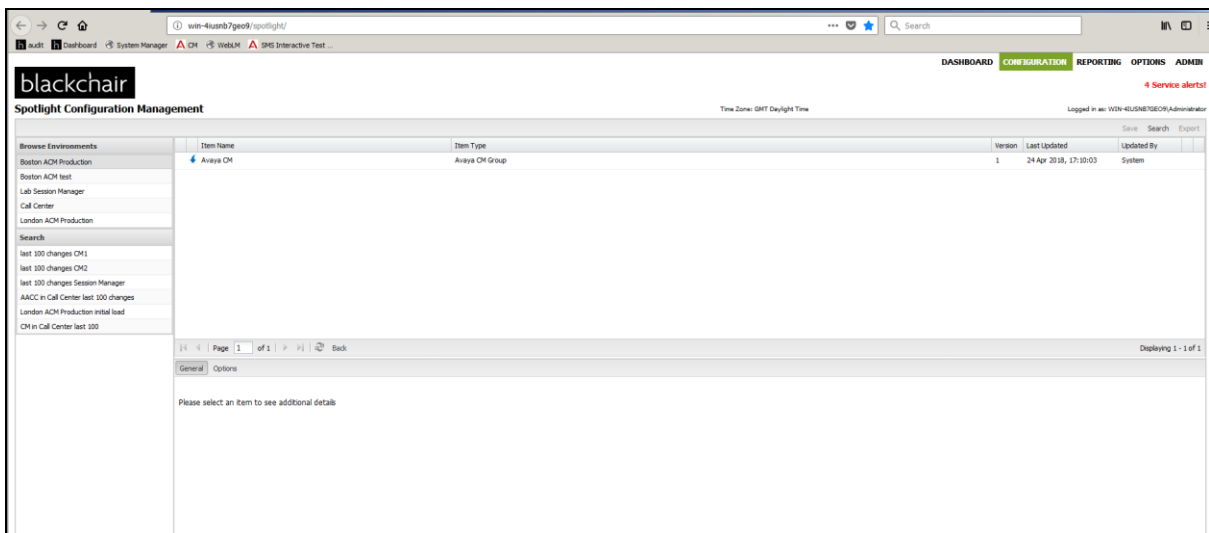 win-4iusnb7geo9/spotlight/
Search
audit Dashboard System Manager CM WebLM SMS Interactive Test ...
DASHBOARD CONFIGURATION REPORTING OPTIONS ADMIN
blackchair
4 Service alerts!
Spotlight Configuration Management
Time Zone: GMT Daylight Time
Logged in as: WIN-4IUSNB7GEO9\Administrator
Save Search Export
Browse Environments
Item Name Item Type Version Last Updated Updated By
Boston ACM Production
Avaya CM Avaya CM Group 1 24 Apr 2018, 17:10:03 System
Boston ACM test
Lab Session Manager
Call Center
London ACM Production
Search
last 100 changes CM1
last 100 changes CM2
last 100 changes Session Manager
AACC in Call Center last 100 changes
London ACM Production initial load
CM in Call Center last 100
Page 1 of 1 Back
Displaying 1 - 1 of 1
General Options
Please select an item to see additional details